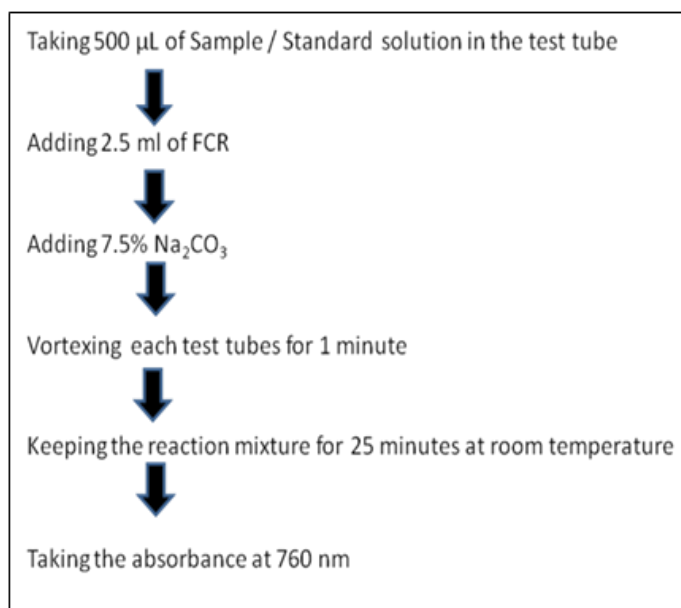 Taking 500 µL of Sample / Standard solution in the test tube
Adding 2.5 ml of FCR
Adding 7.5% Na₂CO₃
Vortexing each test tubes for 1 minute
Keeping the reaction mixture for 25 minutes at room temperature
Taking the absorbance at 760 nm